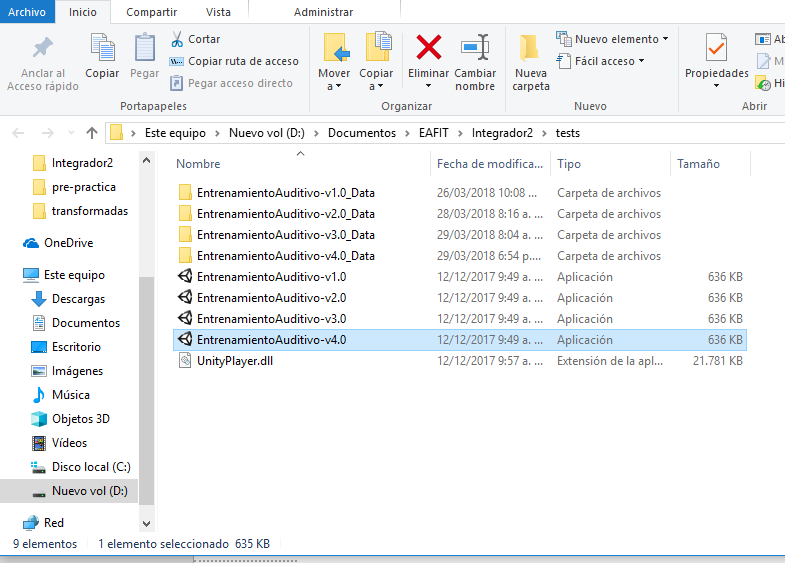 Archivo Inicio Compartir Vista Administrar
Anclar al Acceso rápido
Copiar
Pegar
Cortar
Copiar ruta de acceso
Pegar acceso directo
Portapapeles
Mover a
Copiar a
Eliminar
Cambiar nombre
Organizar
Nueva carpeta
Nuevo elemento
Fácil acceso
Nuevo
Propiedades
Ab
M
Hi
Abrir
Este equipo > Nuevo vol (D:) > Documentos > EAFIT > Integrador2 > tests
Integrador2
pre-practica
transformadas
OneDrive
Este equipo
Descargas
Documentos
Escritorio
Imágenes
Música
Objetos 3D
Vídeos
Disco local (C:)
Nuevo vol (D:)
Red
Nombre Fecha de modifica... Tipo Tamaño
EntrenamientoAuditivo-v1.0_Data 26/03/2018 10:08 ... Carpeta de archivos
EntrenamientoAuditivo-v2.0_Data 28/03/2018 8:16 a. ... Carpeta de archivos
EntrenamientoAuditivo-v3.0_Data 29/03/2018 8:04 a. ... Carpeta de archivos
EntrenamientoAuditivo-v4.0_Data 29/03/2018 6:54 p.... Carpeta de archivos
EntrenamientoAuditivo-v1.0 12/12/2017 9:49 a. ... Aplicación 636 KB
EntrenamientoAuditivo-v2.0 12/12/2017 9:49 a. ... Aplicación 636 KB
EntrenamientoAuditivo-v3.0 12/12/2017 9:49 a. ... Aplicación 636 KB
EntrenamientoAuditivo-v4.0 12/12/2017 9:49 a. ... Aplicación 636 KB
UnityPlayer.dll 12/12/2017 9:57 a. ... Extensión de la apl... 21.781 KB
9 elementos 1 elemento seleccionado 635 KB